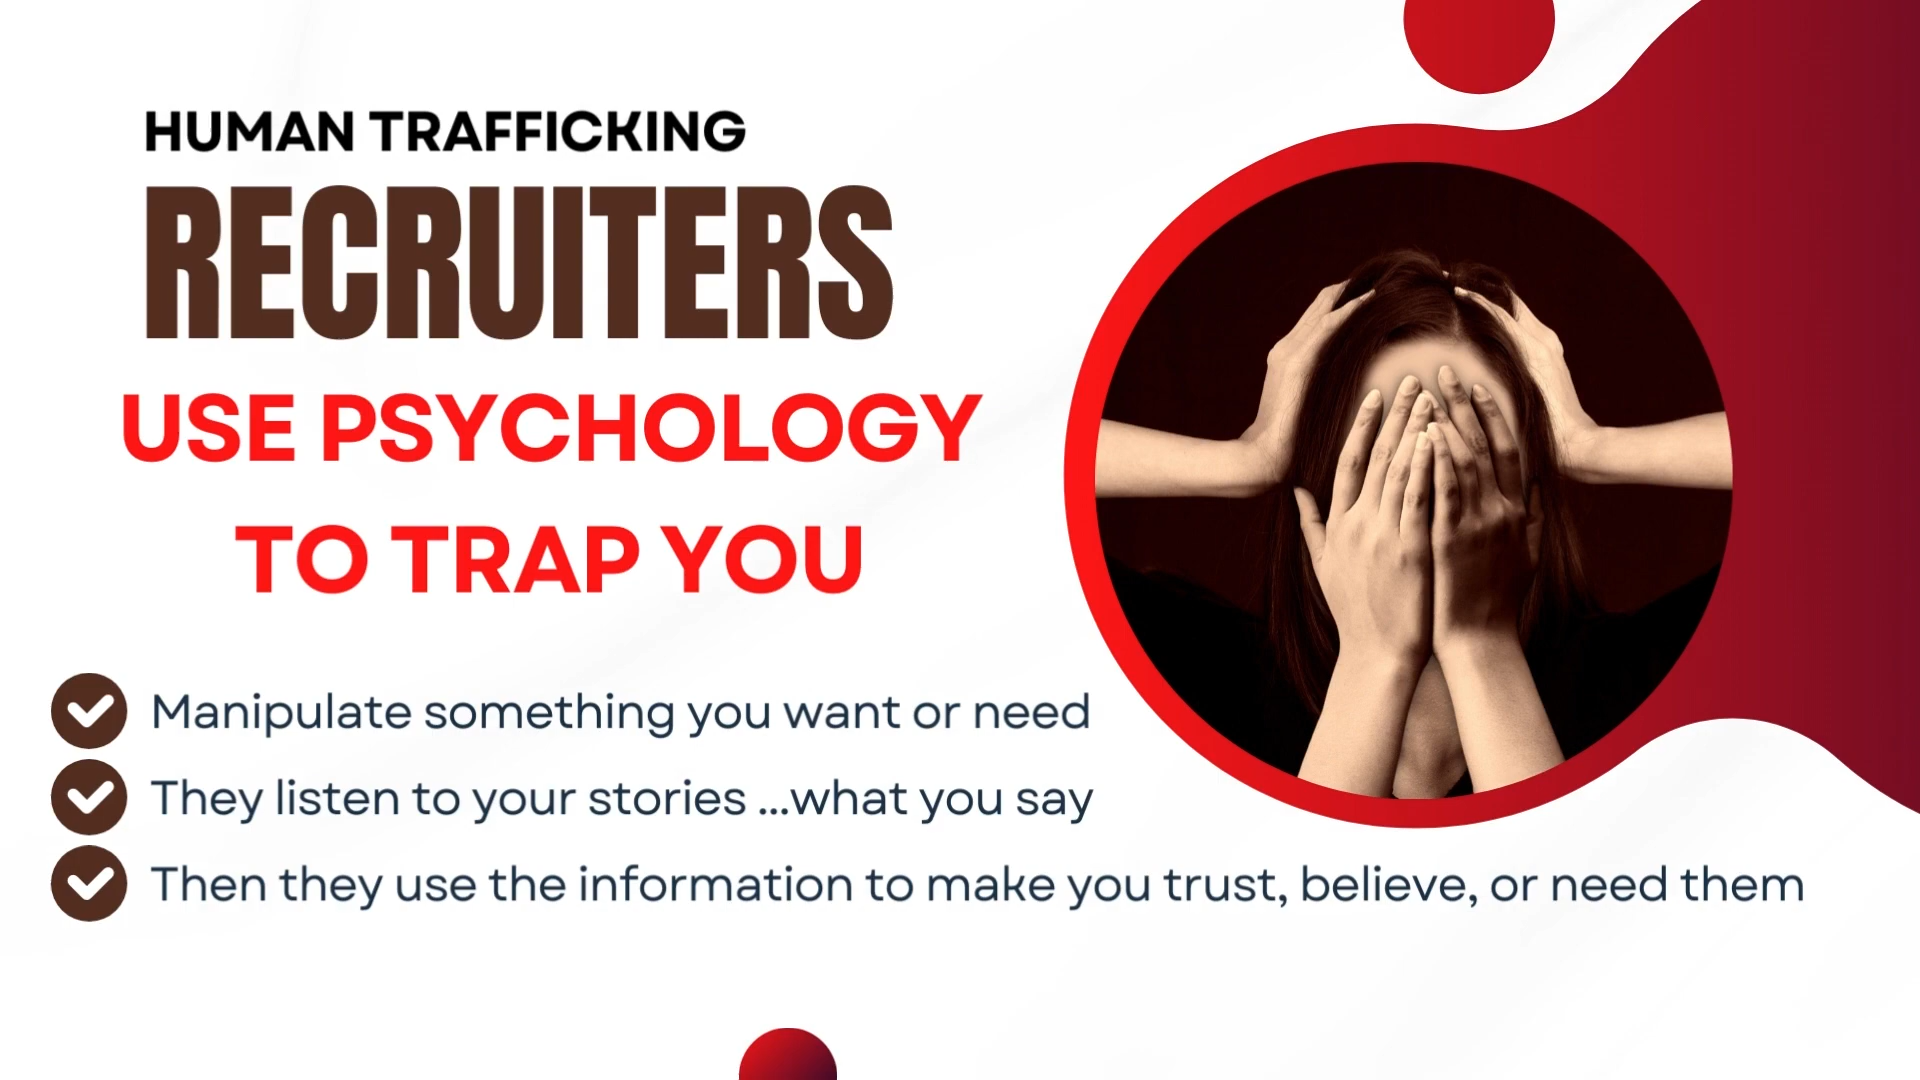 HUMAN TRAFFICKING
RECRUITERS
USE PSYCHOLOGY
TO TRAP YOU
Manipulate something you want or need
They listen to your stories ...what you say
Then they use the information to make you trust, believe, or need them